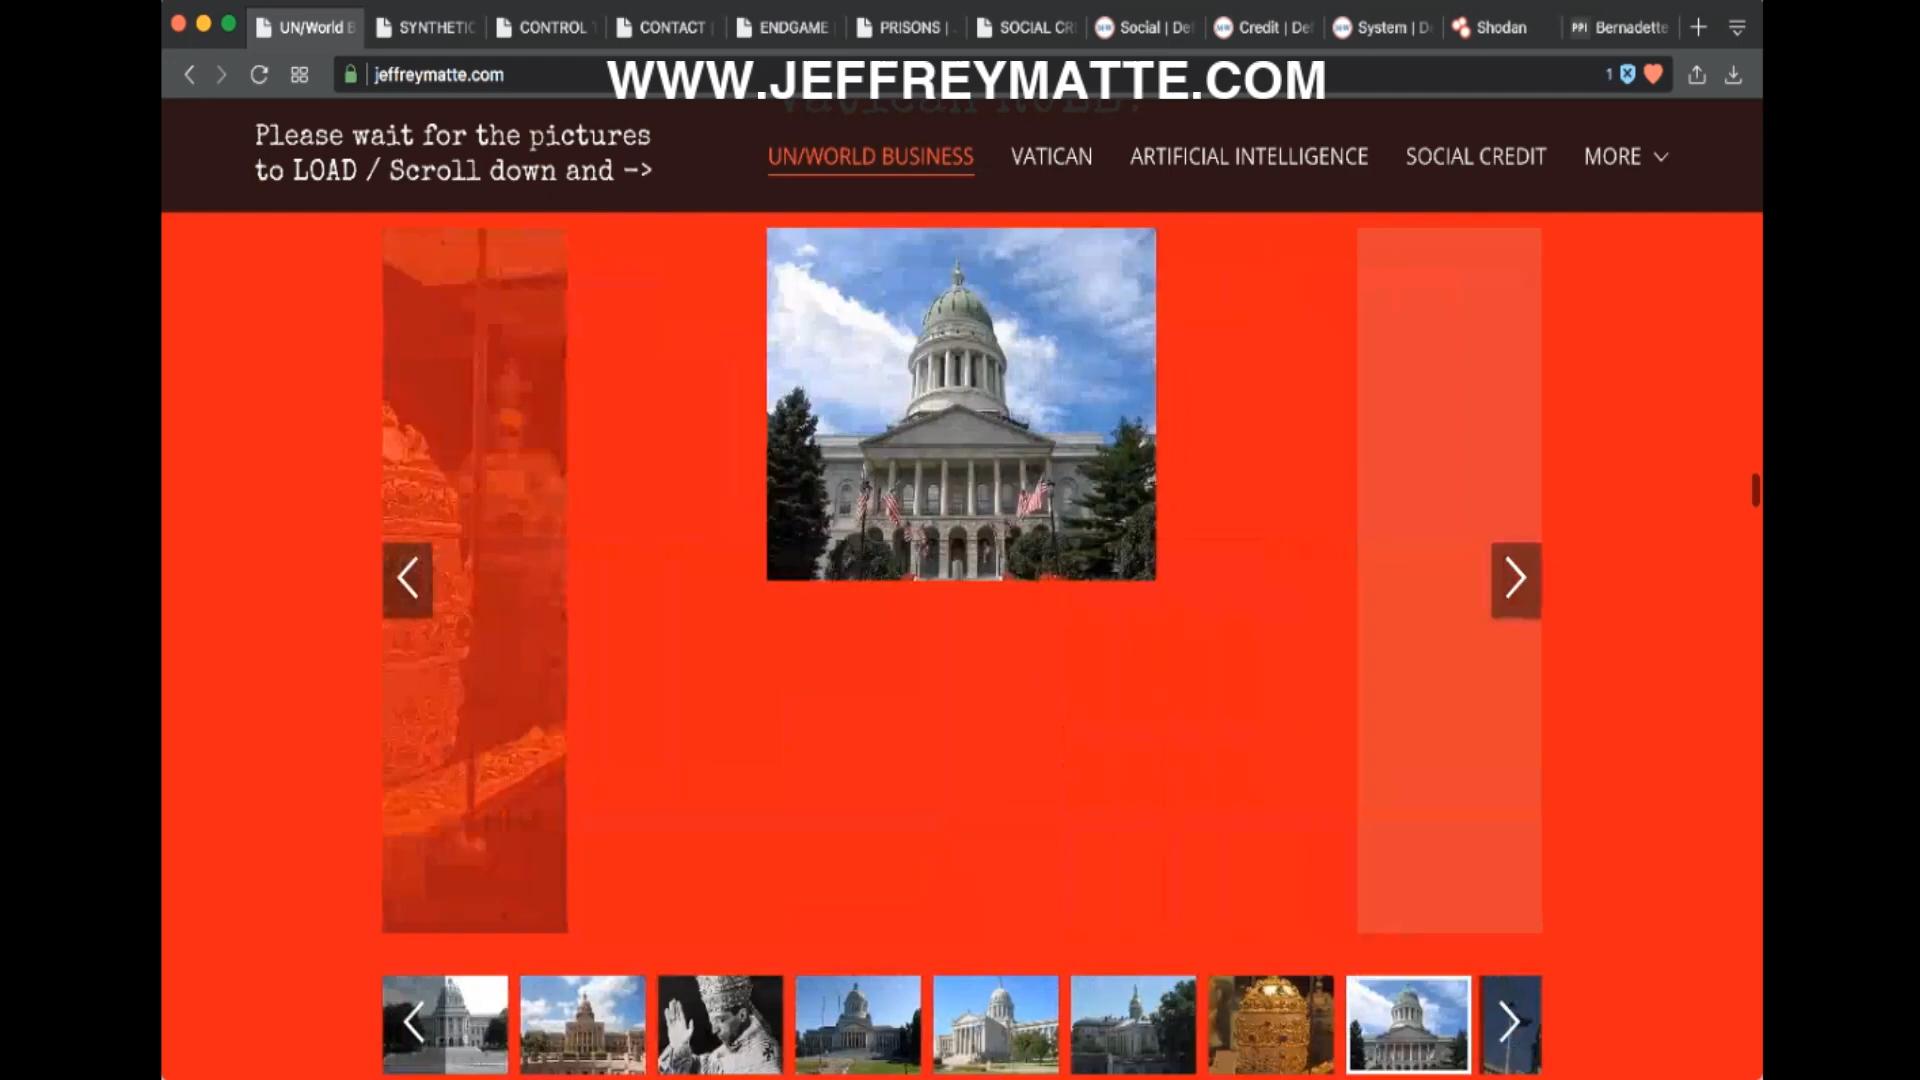 UN/World B
SYNTHETIC
CONTROL
CONTACT
ENDGAME
PRISONS |
SOCIAL CR
Social | De
Credit | De
System | D
Shodan
PPI Bernadette
jeffreymatte.com
WWW.JEFFREYMATTE.COM
1
Please wait for the pictures
to LOAD / Scroll down and ->
UN/WORLD BUSINESS
VATICAN
ARTIFICIAL INTELLIGENCE
SOCIAL CREDIT
MORE